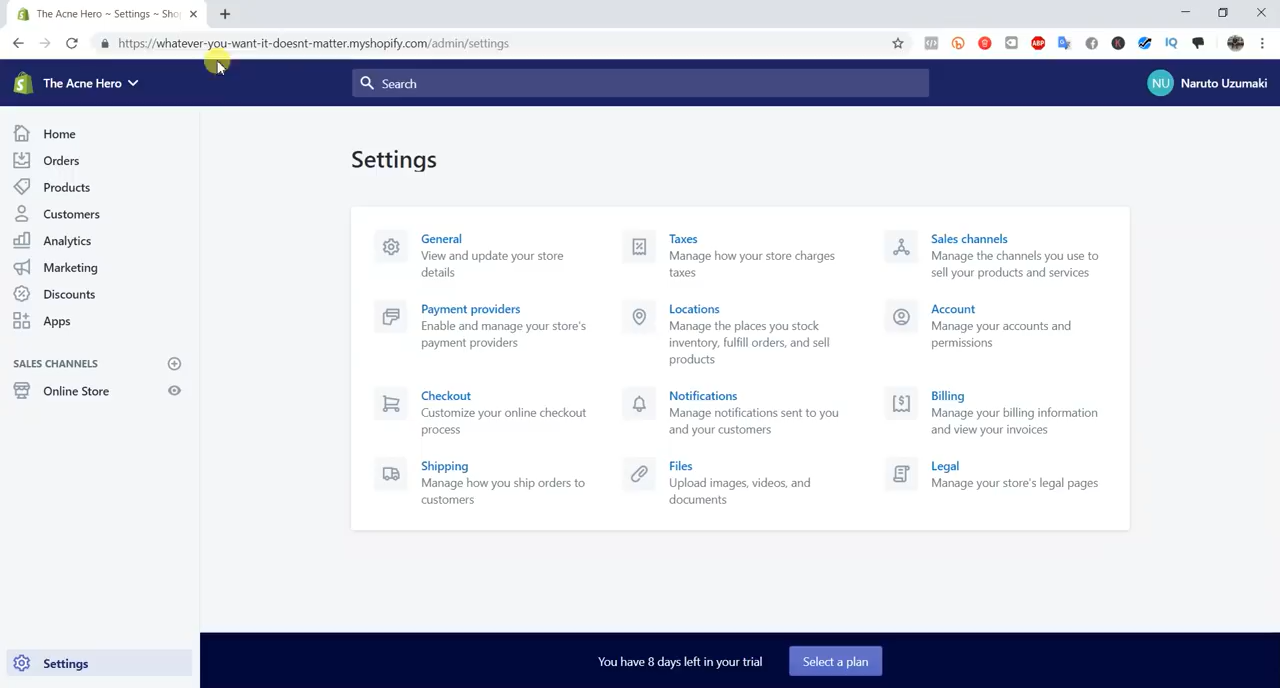 The Acne Hero ~ Settings ~ Sho
https://whatever-you-want-it-doesnt-matter.myshopify.com/admin/settings
ABP
IQ
The Acne Hero
Search
NU
Naruto Uzumaki
Home
Orders
Products
Customers
Analytics
Marketing
Discounts
Apps
SALES CHANNELS
Online Store
Settings
Settings
General
View and update your store
details
Taxes
Manage how your store charges
taxes
Sales channels
Manage the channels you use to
sell your products and services
Payment providers
Enable and manage your store's
payment providers
Locations
Manage the places you stock
inventory, fulfill orders, and sell
products
Account
Manage your accounts and
permissions
Checkout
Customize your online checkout
process
Notifications
Manage notifications sent to you
and your customers
Billing
Manage your billing information
and view your invoices
Shipping
Manage how you ship orders to
customers
Files
Upload images, videos, and
documents
Legal
Manage your store's legal pages
You have 8 days left in your trial
Select a plan